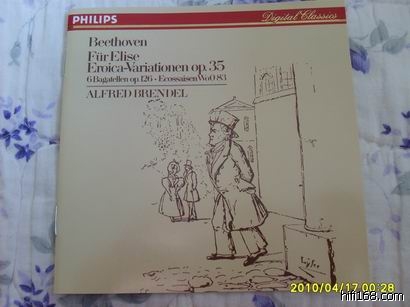 PHILIPS
Digital Classics
Beethoven
Für Elise
Eroica-Variationen op. 35
6 Bagatellen op. 126 • Ecossaisen WoO 83
ALFRED BRENDEL
2010/04/17 00:28
hifi168.com